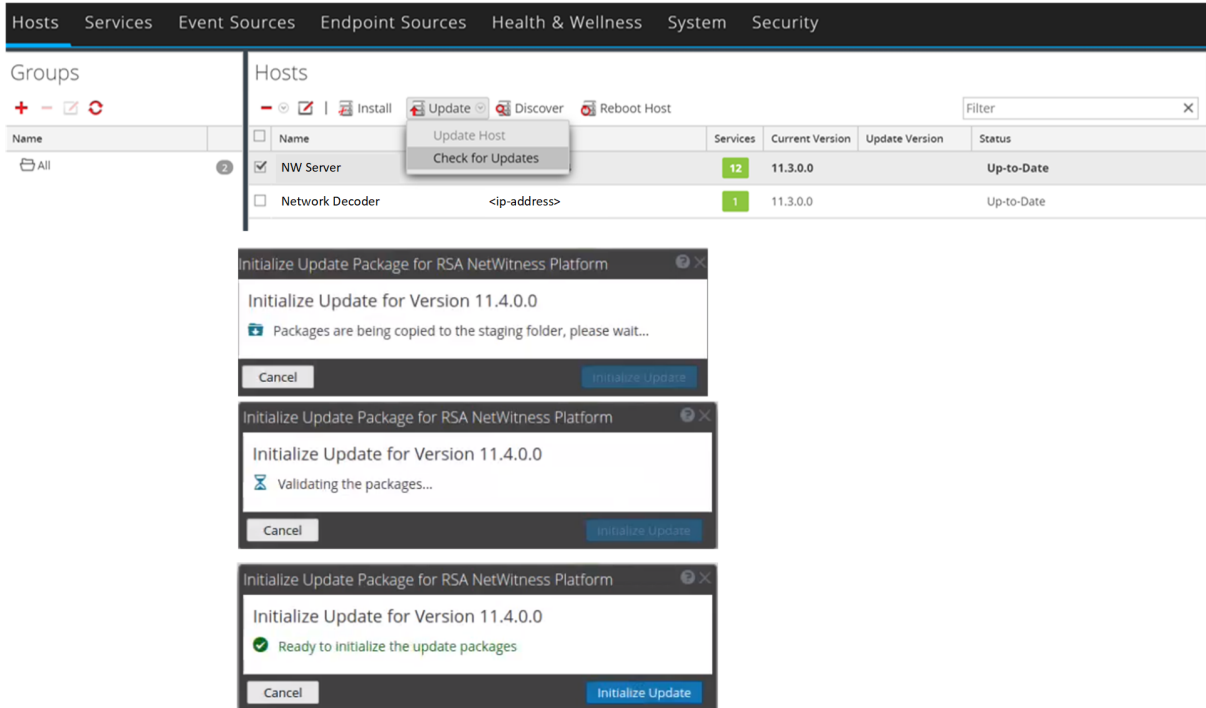 Hosts Services Event Sources Endpoint Sources Health & Wellness System Security
Groups
Hosts
Install Update Discover Reboot Host
Filter
Update Host
Check for Updates
Name
Name Services Current Version Update Version Status
All 2
NW Server 12 11.3.0.0 Up-to-Date
Network Decoder <ip-address> 1 11.3.0.0 Up-to-Date
Initialize Update Package for RSA NetWitness Platform
Initialize Update for Version 11.4.0.0
Packages are being copied to the staging folder, please wait...
Cancel Initialize Update
Initialize Update Package for RSA NetWitness Platform
Initialize Update for Version 11.4.0.0
Validating the packages...
Cancel Initialize Update
Initialize Update Package for RSA NetWitness Platform
Initialize Update for Version 11.4.0.0
Ready to initialize the update packages
Cancel Initialize Update